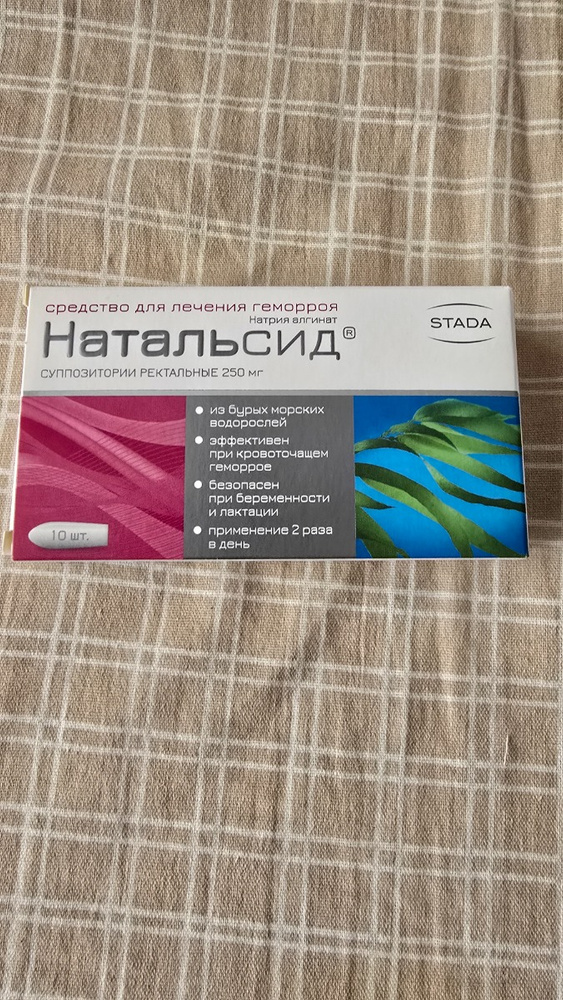 средство для лечения геморроя
Натрия алгинат
Натальсид®
СУППОЗИТОРИИ РЕКТАЛЬНЫЕ 250 мг
STADA
• из бурых морских
водорослей
• эффективен
при кровоточащем
геморрое
• безопасен
при беременности
и лактации
• применение 2 раза
в день
10 шт.